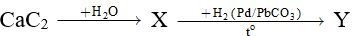 CaC₂ +H₂O→ X +H₂ (Pd/PbCO₃)→ Y
t°